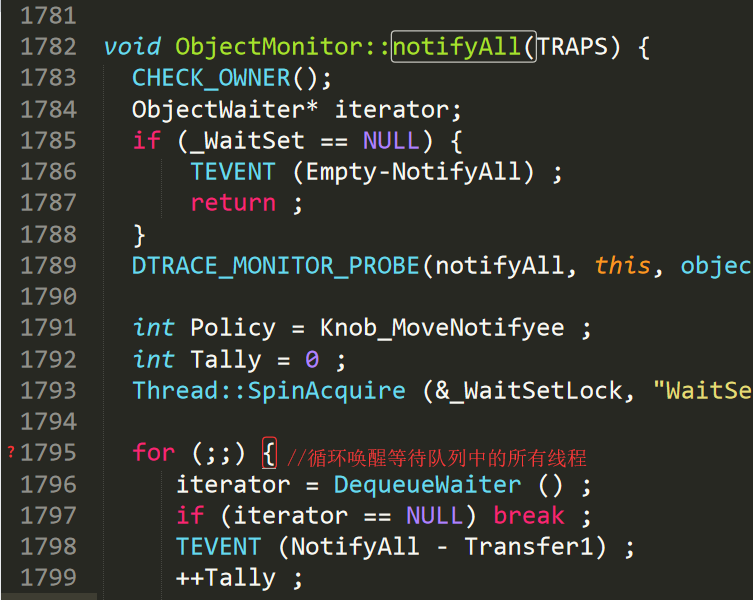 1781
1782 void ObjectMonitor::notifyAll(TRAPS) {
1783 CHECK_OWNER();
1784 ObjectWaiter* iterator;
1785 if (_WaitSet == NULL) {
1786 TEVENT (Empty-NotifyAll) ;
1787 return ;
1788 }
1789 DTRACE_MONITOR_PROBE(notifyAll, this, objec
1790
1791 int Policy = Knob_MoveNotifyee ;
1792 int Tally = 0 ;
1793 Thread::SpinAcquire (&_WaitSetLock, "WaitSe
1794
?1795 for (;;) { //循环唤醒等待队列中的所有线程
1796 iterator = DequeueWaiter () ;
1797 if (iterator == NULL) break ;
1798 TEVENT (NotifyAll - Transfer1) ;
1799 ++Tally ;